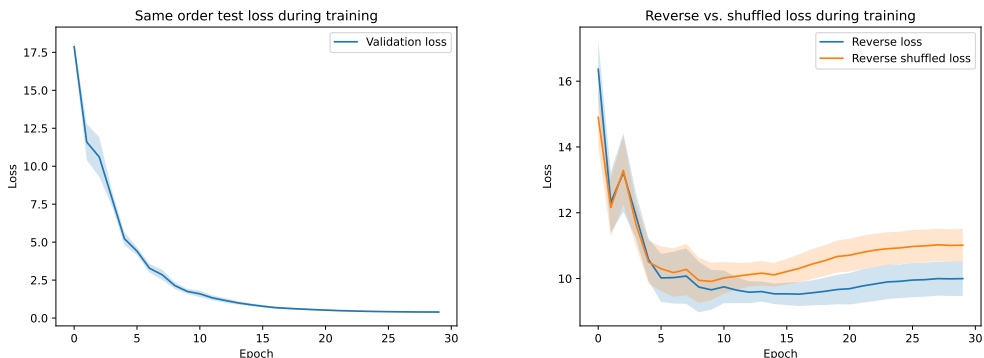 Same order test loss during training
Validation loss
17.5
15.0
12.5
10.0
7.5
5.0
2.5
0.0
Loss
0 5 10 15 20 25 30
Epoch
Reverse vs. shuffled loss during training
Reverse loss
Reverse shuffled loss
16
14
12
10
Loss
0 5 10 15 20 25 30
Epoch